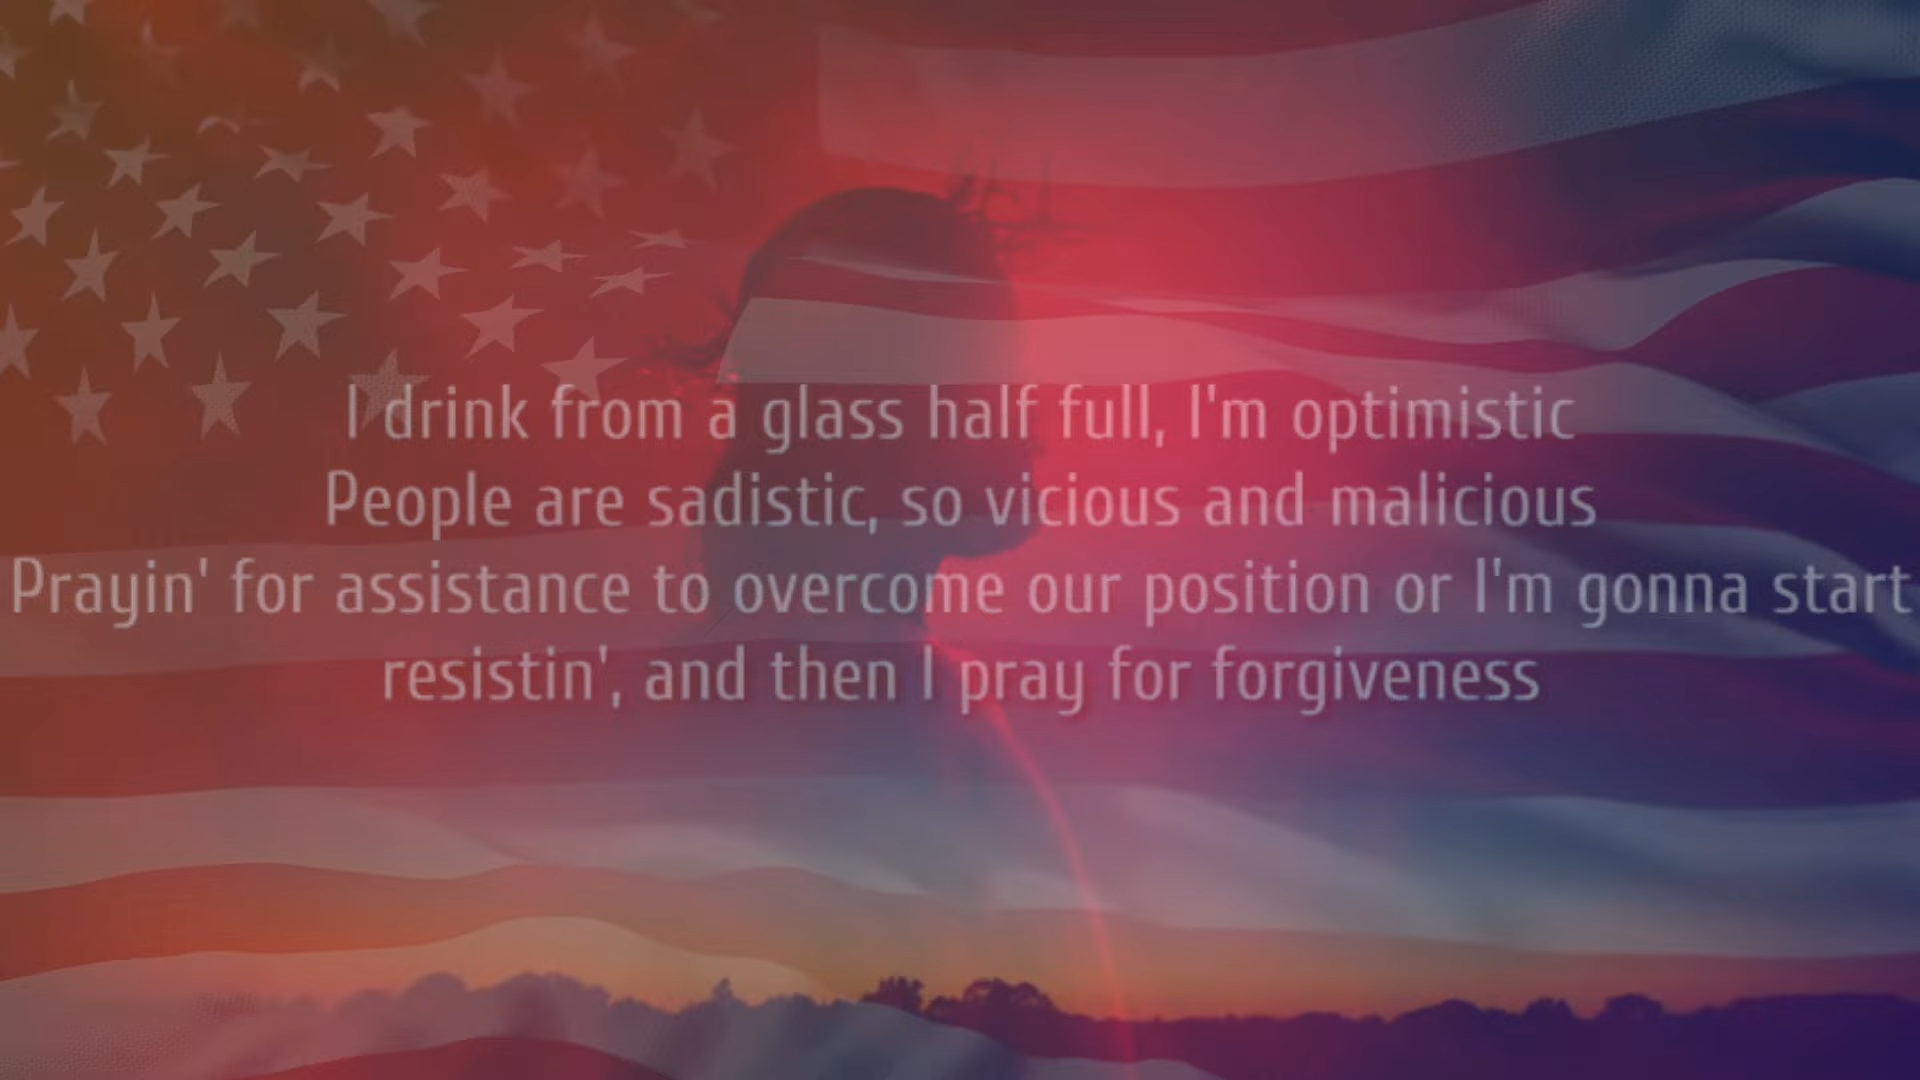 I drink from a glass half full, I'm optimistic
People are sadistic, so vicious and malicious
Prayin' for assistance to overcome our position or I'm gonna start
resistin', and then I pray for forgiveness